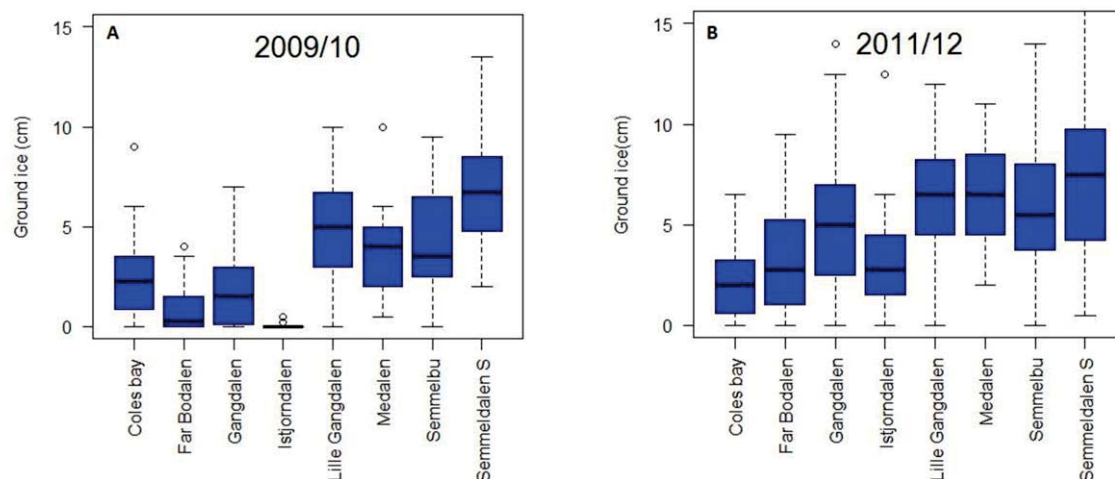 A
2009/10
Ground ice (cm)
15
10
5
0
Coles bay
Far Bodalen
Gangdalen
Istjorndalen
Lille Gangdalen
Medalen
Semmelbu
Semmeldalen S
B
2011/12
Ground ice(cm)
15
10
5
0
Coles bay
Far Bodalen
Gangdalen
Istjorndalen
Lille Gangdalen
Medalen
Semmelbu
Semmeldalen S